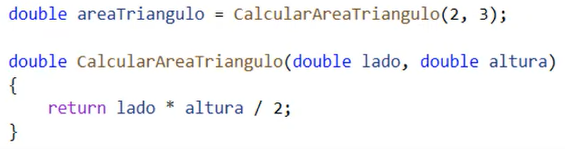 double areaTriangulo = CalcularAreaTriangulo(2, 3);
double CalcularAreaTriangulo(double lado, double altura)
{
    return lado * altura / 2;
}